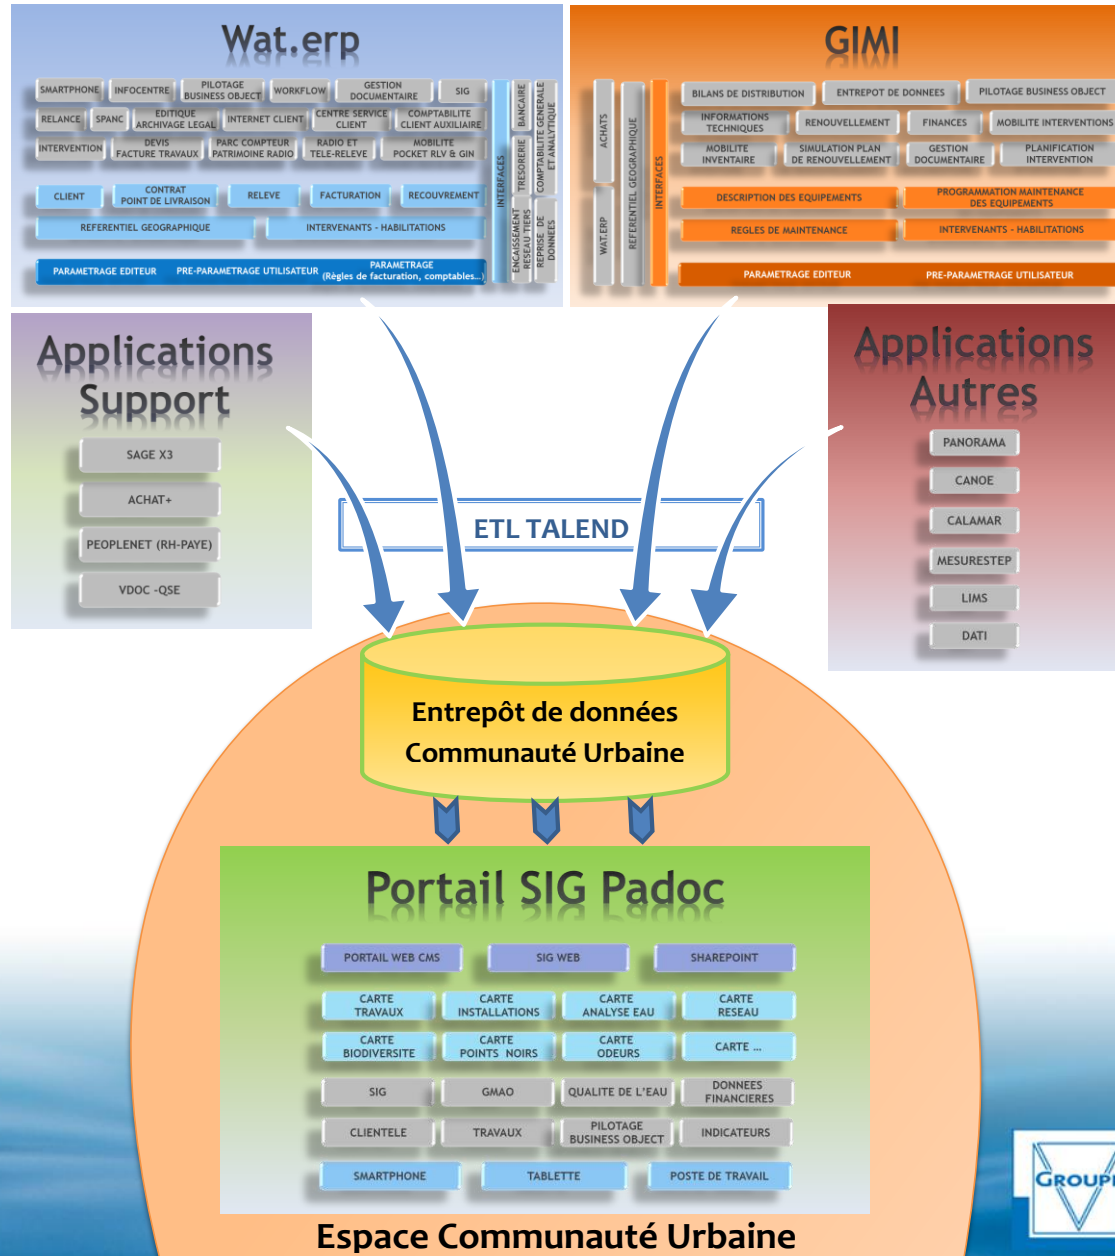 Wat.erp
SMARTPHONE
INFOCENTRE
PILOTAGE
BUSINESS OBJECT
WORKFLOW
GESTION
DOCUMENTAIRE
SIG
RELANCE
SPANC
EDITIQUE
ARCHIVAGE LEGAL
INTERNET CLIENT
CENTRE SERVICE
CLIENT
COMPTABILITE
CLIENT AUXILIAIRE
INTERVENTION
DEVIS
FACTURE TRAVAUX
PARC COMPTEUR
PATRIMOINE RADIO
RADIO ET
TELE-RELEVE
MOBILITE
POCKET RLV & GIN
CLIENT
CONTRAT
POINT DE LIVRAISON
RELEVE
FACTURATION
RECOUVREMENT
REFERENTIEL GEOGRAPHIQUE
INTERVENANTS - HABILITATIONS
PARAMETRAGE EDITEUR
PRE-PARAMETRAGE UTILISATEUR
PARAMETRAGE
(Règles de facturation, comptables...)
INTERFACES
BANCAIRE
TRESORERIE
ENCAISSEMENT
RESEAU TIERS
COMPTABILITE GENERALE
ET ANALYTIQUE
REPRISE DE
DONNEES
GIMI
ACHATS
WAT.ERP
REFERENTIEL GEOGRAPHIQUE
INTERFACES
BILANS DE DISTRIBUTION
ENTREPOT DE DONNEES
PILOTAGE BUSINESS OBJECT
INFORMATIONS
TECHNIQUES
RENOUVELLEMENT
FINANCES
MOBILITE INTERVENTIONS
MOBILITE
INVENTAIRE
SIMULATION PLAN
DE RENOUVELLEMENT
GESTION
DOCUMENTAIRE
PLANIFICATION
INTERVENTION
DESCRIPTION DES EQUIPEMENTS
PROGRAMMATION MAINTENANCE
DES EQUIPEMENTS
REGLES DE MAINTENANCE
INTERVENANTS - HABILITATIONS
PARAMETRAGE EDITEUR
PRE-PARAMETRAGE UTILISATEUR
Applications
Support
SAGE X3
ACHAT+
PEOPLENET (RH-PAYE)
VDOC -QSE
Applications
Autres
PANORAMA
CANOE
CALAMAR
MESURESTEP
LIMS
DATI
ETL TALEND
Entrepôt de données
Communauté Urbaine
Portail SIG Padoc
PORTAIL WEB CMS
SIG WEB
SHAREPOINT
CARTE
TRAVAUX
CARTE
INSTALLATIONS
CARTE
ANALYSE EAU
CARTE
RESEAU
CARTE
BIODIVERSITE
CARTE
POINTS NOIRS
CARTE
ODEURS
CARTE ...
SIG
GMAO
QUALITE DE L'EAU
DONNEES
FINANCIERES
CLIENTELE
TRAVAUX
PILOTAGE
BUSINESS OBJECT
INDICATEURS
SMARTPHONE
TABLETTE
POSTE DE TRAVAIL
Espace Communauté Urbaine
GROUPE